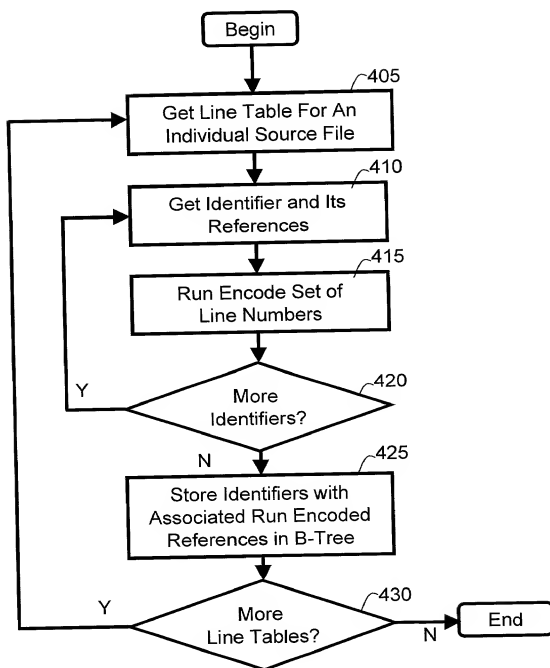 Begin
405
Get Line Table For An
Individual Source File
410
Get Identifier and Its
References
415
Run Encode Set of
Line Numbers
420
More
Identifiers?
Y
N
425
Store Identifiers with
Associated Run Encoded
References in B-Tree
430
More
Line Tables?
Y
N
End